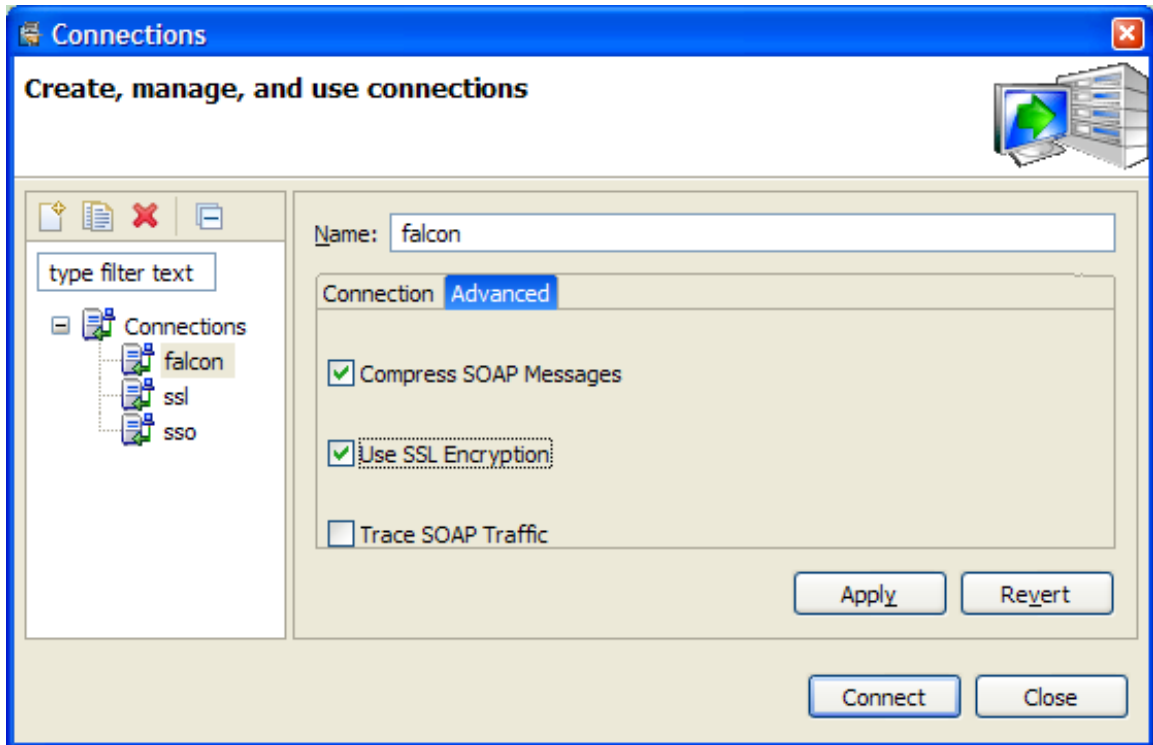 Connections
Create, manage, and use connections
type filter text
Connections
falcon
ssl
sso
Name: falcon
Connection Advanced
Compress SOAP Messages
Use SSL Encryption
Trace SOAP Traffic
Apply Revert
Connect Close